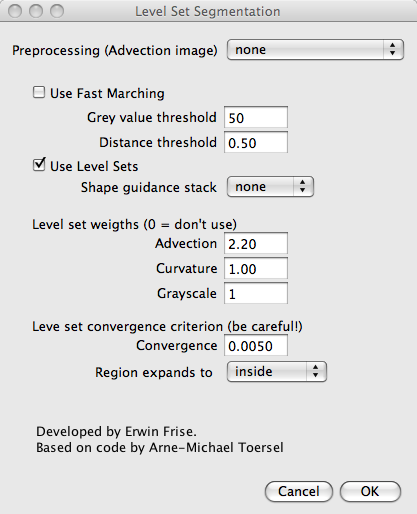 Level Set Segmentation
Preprocessing (Advection image) none
Use Fast Marching
Grey value threshold 50
Distance threshold 0.50
Use Level Sets
Shape guidance stack none
Level set weigths (0 = don't use)
Advection 2.20
Curvature 1.00
Grayscale 1
Leve set convergence criterion (be careful!)
Convergence 0.0050
Region expands to inside
Developed by Erwin Frise.
Based on code by Arne-Michael Toersel
Cancel OK